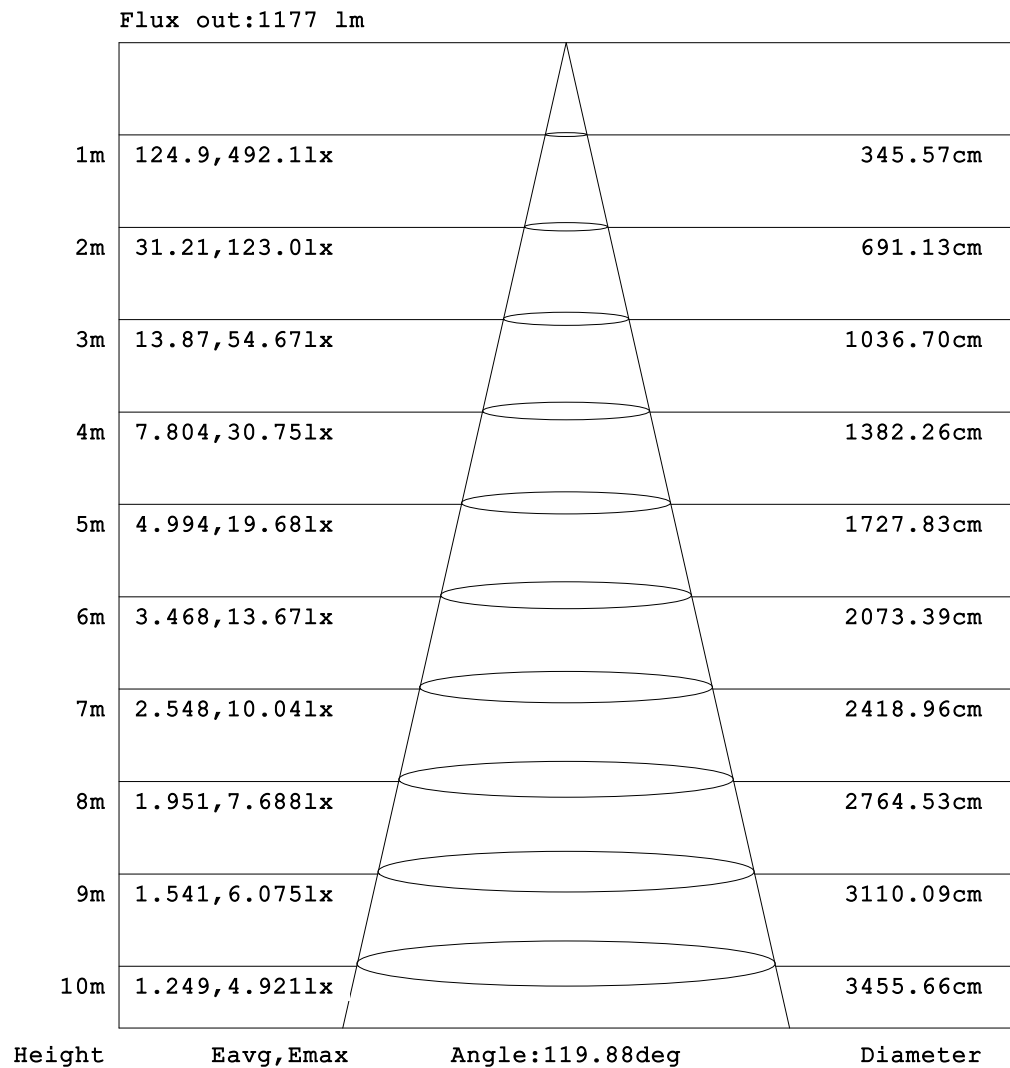 Flux out:1177 lm
1m 124.9,492.1lx 345.57cm
2m 31.21,123.0lx 691.13cm
3m 13.87,54.67lx 1036.70cm
4m 7.804,30.75lx 1382.26cm
5m 4.994,19.68lx 1727.83cm
6m 3.468,13.67lx 2073.39cm
7m 2.548,10.04lx 2418.96cm
8m 1.951,7.688lx 2764.53cm
9m 1.541,6.075lx 3110.09cm
10m 1.249,4.921lx 3455.66cm
Height Eavg,Emax Angle:119.88deg Diameter